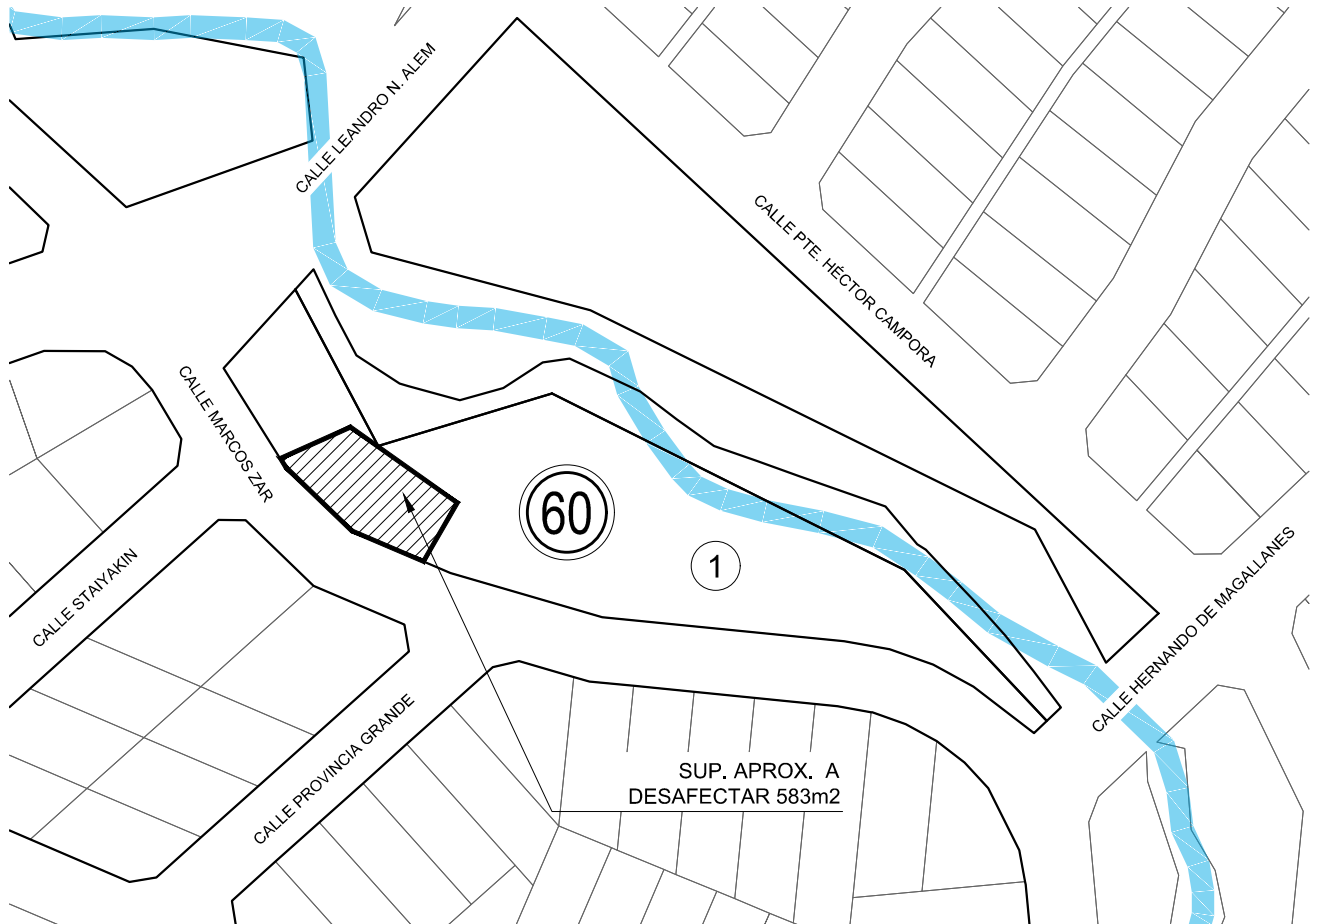 CALLE LEANDRO N. ALEM
CALLE PTE. HÉCTOR CAMPORA
CALLE MARCOS ZAR
60
1
CALLE HERNANDO DE MAGALLANES
CALLE STAIYAKIN
CALLE PROVINCIA GRANDE
SUP. APROX. A
DESAFECTAR 583m2